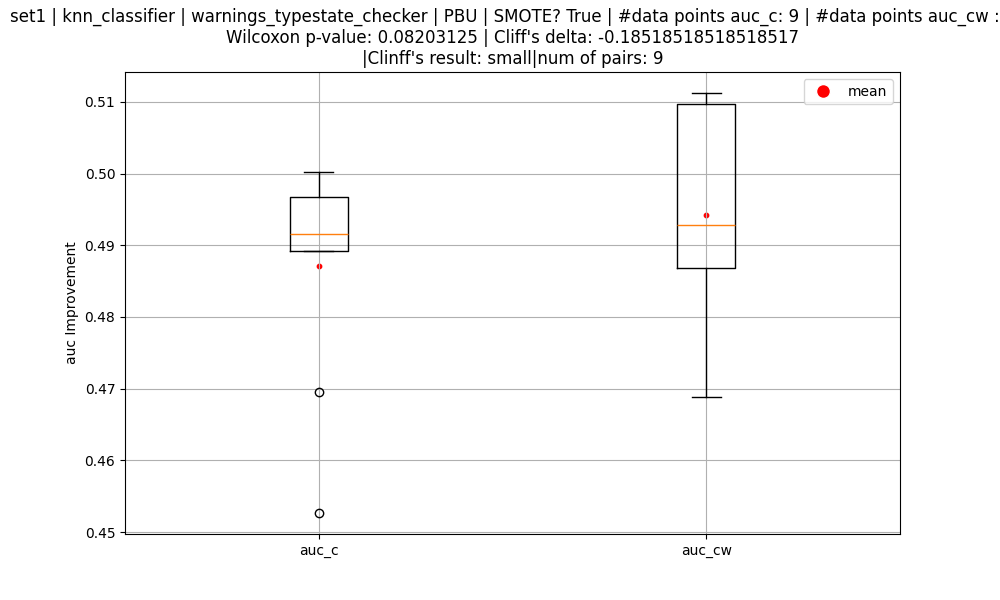 set1 | knn_classifier | warnings_typestate_checker | PBU | SMOTE? True | #data points auc_c: 9 | #data points auc_cw :
Wilcoxon p-value: 0.08203125 | Cliff's delta: -0.18518518518518517
|Clinff's result: small|num of pairs: 9
mean
0.51
0.50
0.49
0.48
0.47
0.46
0.45
auc Improvement
auc_c
auc_cw